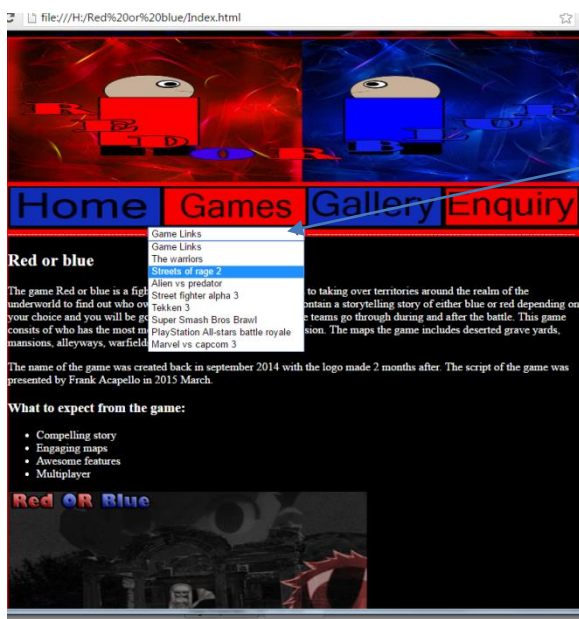 file:///H:/Red%20or%20blue/Index.html
RED OR BLUE
Home Games Gallery Enquiry
Game Links
Game Links
The warriors
Streets of rage 2
Alien vs predator
Street fighter alpha 3
Tekken 3
Super Smash Bros Brawl
PlayStation All-stars battle royale
Marvel vs capcom 3
Red or blue
The game Red or blue is a figh to taking over territories around the realm of the
underworld to find out who ow ontain a storytelling story of either blue or red depending on
your choice and you will be go e teams go through during and after the battle. This game
consits of who has the most m sion. The maps the game includes deserted grave yards,
mansions, alleyways, warfield
The name of the game was created back in september 2014 with the logo made 2 months after. The script of the game was
presented by Frank Acapello in 2015 March.
What to expect from the game:
Compelling story
Engaging maps
Awesome features
Multiplayer
Red OR Blue